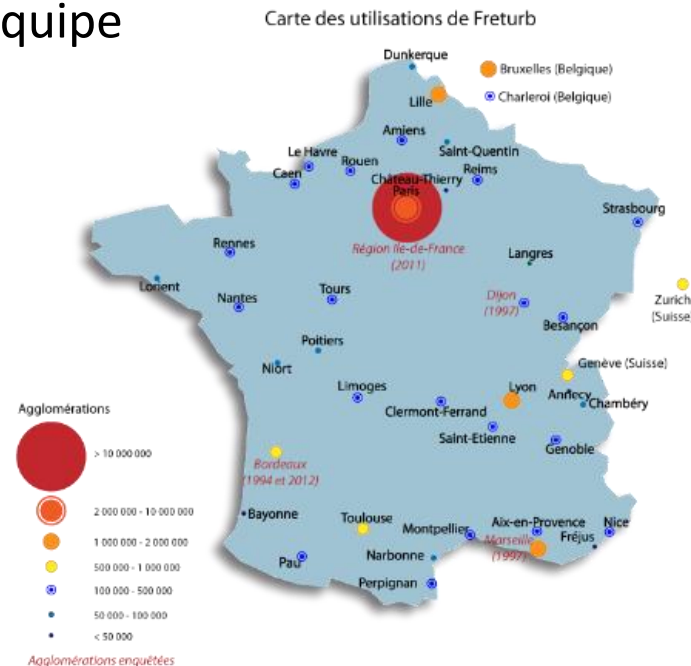 quipe
Carte des utilisations de Freturb
Dunkerque
Bruxelles (Belgique)
Lille
Charleroi (Belgique)
Amiens
Saint-Quentin
Le Havre
Rouen
Reims
Caen
Château-Thierry
Paris
Strasbourg
Région Ile-de-France
(2011)
Rennes
Langres
Lorient
Nantes
Tours
Dijon
(1997)
Zurich
(Suisse
Besançon
Poitiers
Niort
Genève (Suisse)
Limoges
Lyon
Annecy
Chambéry
Clermont-Ferrand
Saint-Etienne
Genoble
Agglomérations
> 10 000 000
Bordeaux
(1994 et 2012)
2 000 000 - 10 000 000
Bayonne
Toulouse
Montpellier
Aix-en-Provence
Nice
Marseille
(1997)
Fréjus
1 000 000 - 2 000 000
Pau
Narbonne
500 000 - 1 000 000
Perpignan
100 000 - 500 000
50 000 - 100 000
< 50 000
Agglomérations enquêtées